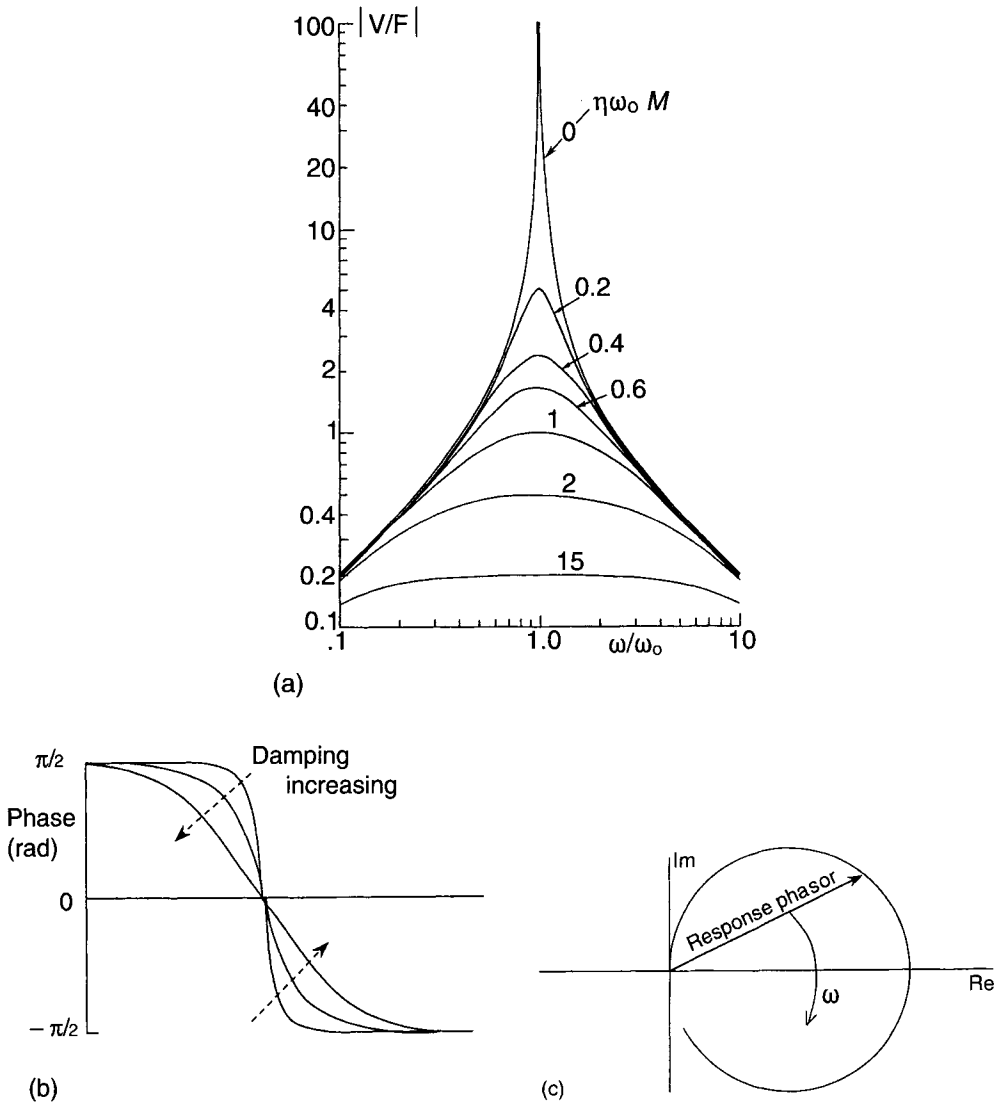 100
|V/F|
40
20
10
4
2
1
0.4
0.2
0.1
ηω₀ M
0
0.2
0.4
0.6
1
2
15
.1
1.0
ω/ω₀
10
(a)
π/2
Phase
(rad)
0
− π/2
Damping
increasing
(b)
Im
Response phasor
Re
ω
(c)